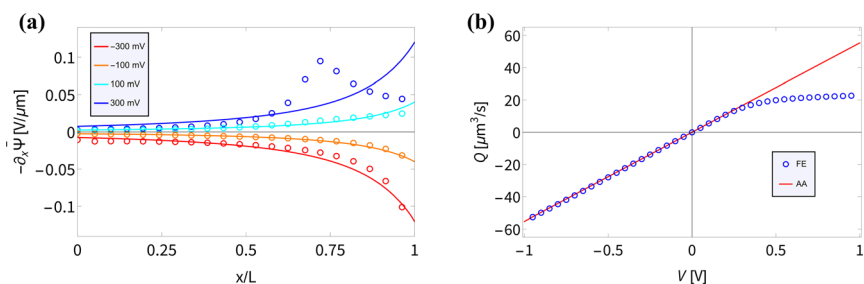 (a)
−300 mV
−100 mV
100 mV
300 mV
0.1
0.05
0
−0.05
−0.1
−∂ₓΨ̄ [V/μm]
0 0.25 0.5 0.75 1
x/L
(b)
60
40
20
0
−20
−40
−60
Q [μm³/s]
FE
AA
−1 −0.5 0 0.5 1
V [V]